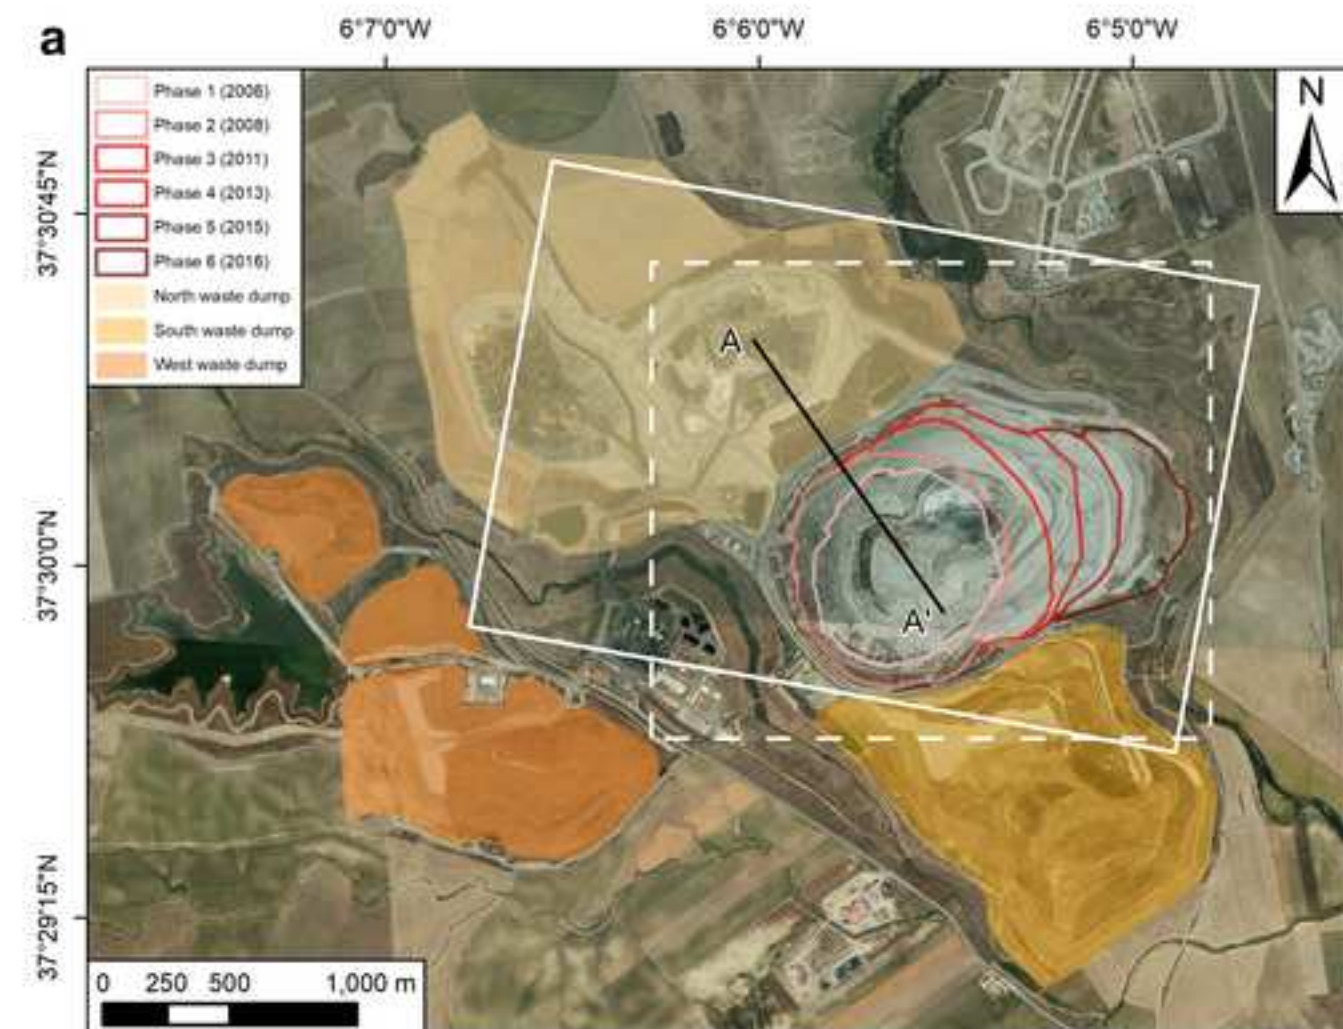 a
6°7'0"W
6°6'0"W
6°5'0"W
Phase 1 (2006)
Phase 2 (2008)
Phase 3 (2011)
Phase 4 (2013)
Phase 5 (2015)
Phase 6 (2016)
North waste dump
South waste dump
West waste dump
N
37°30'45"N
37°30'0"N
37°29'15"N
A
A'
0 250 500 1,000 m